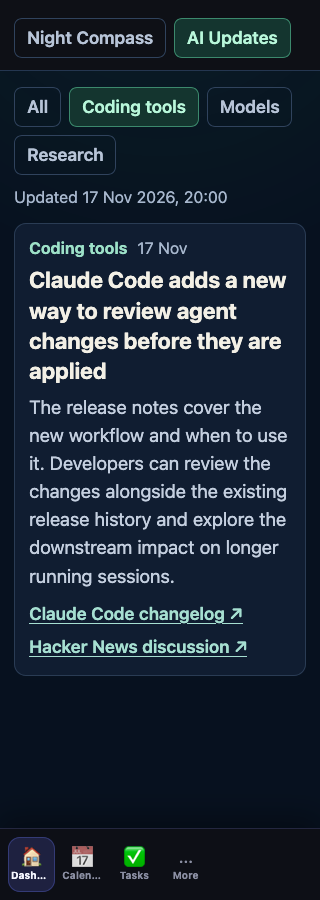 Night Compass
AI Updates
All
Coding tools
Models
Research
Updated 17 Nov 2026, 20:00
Coding tools 17 Nov
Claude Code adds a new
way to review agent
changes before they are
applied
The release notes cover the
new workflow and when to use
it. Developers can review the
changes alongside the existing
release history and explore the
downstream impact on longer
running sessions.
Claude Code changelog ↗
Hacker News discussion ↗
17
Dash...
Calen...
Tasks
... More